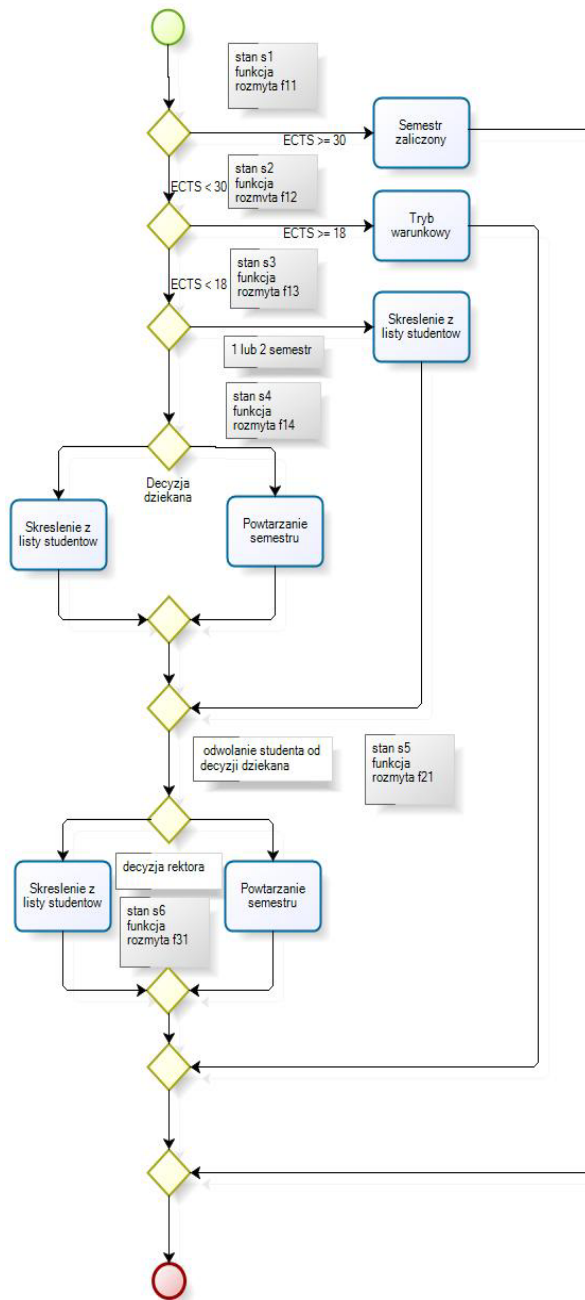 stan s1
funkcja
rozmyta f11
Semestr
zaliczony
ECTS >= 30
ECTS < 30
stan s2
funkcja
rozmyta f12
Tryb
warunkowy
ECTS >= 18
ECTS < 18
stan s3
funkcja
rozmyta f13
Skreslenie z
listy studentow
1 lub 2 semestr
stan s4
funkcja
rozmyta f14
Decyzja
dziekana
Skreslenie z
listy studentow
Powtarzanie
semestru
odwolanie studenta od
decyzji dziekana
stan s5
funkcja
rozmyta f21
decyzja rektora
Skreslenie z
listy studentow
Powtarzanie
semestru
stan s6
funkcja
rozmyta f31